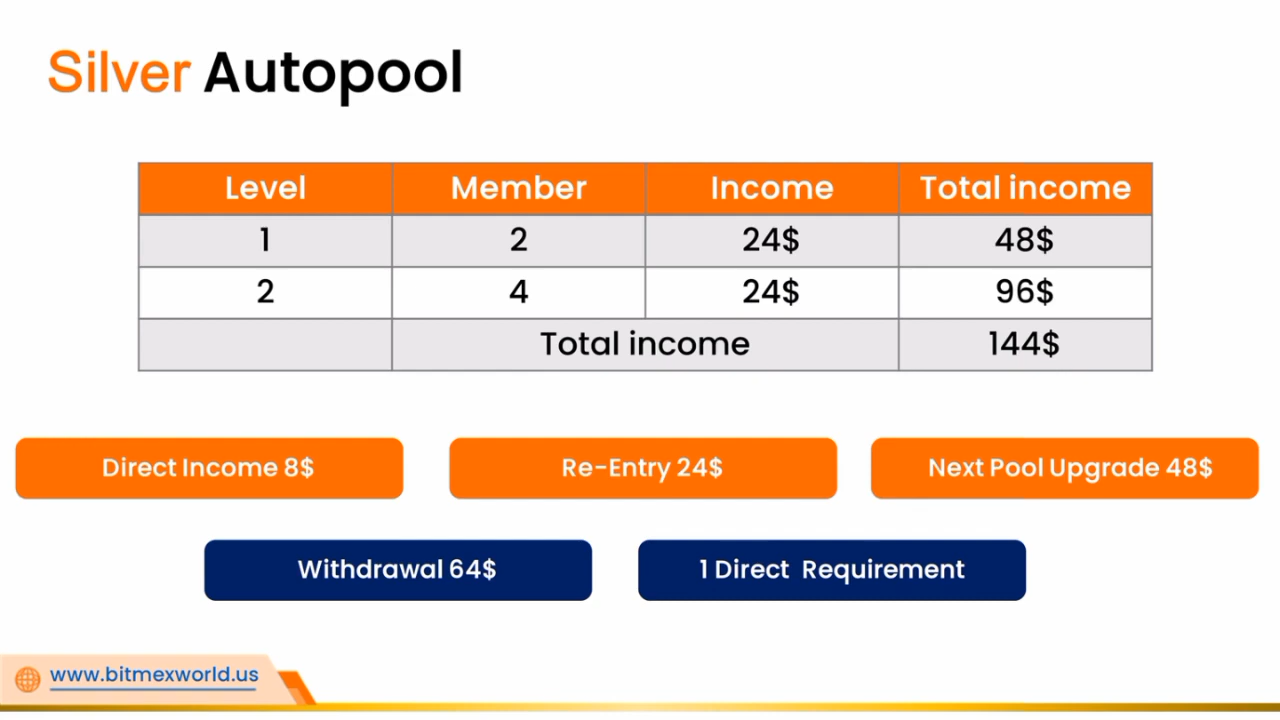 Silver Autopool
Level Member Income Total income
1 2 24$ 48$
2 4 24$ 96$
Total income 144$
Direct Income 8$ Re-Entry 24$ Next Pool Upgrade 48$
Withdrawal 64$ 1 Direct Requirement
www.bitmexworld.us